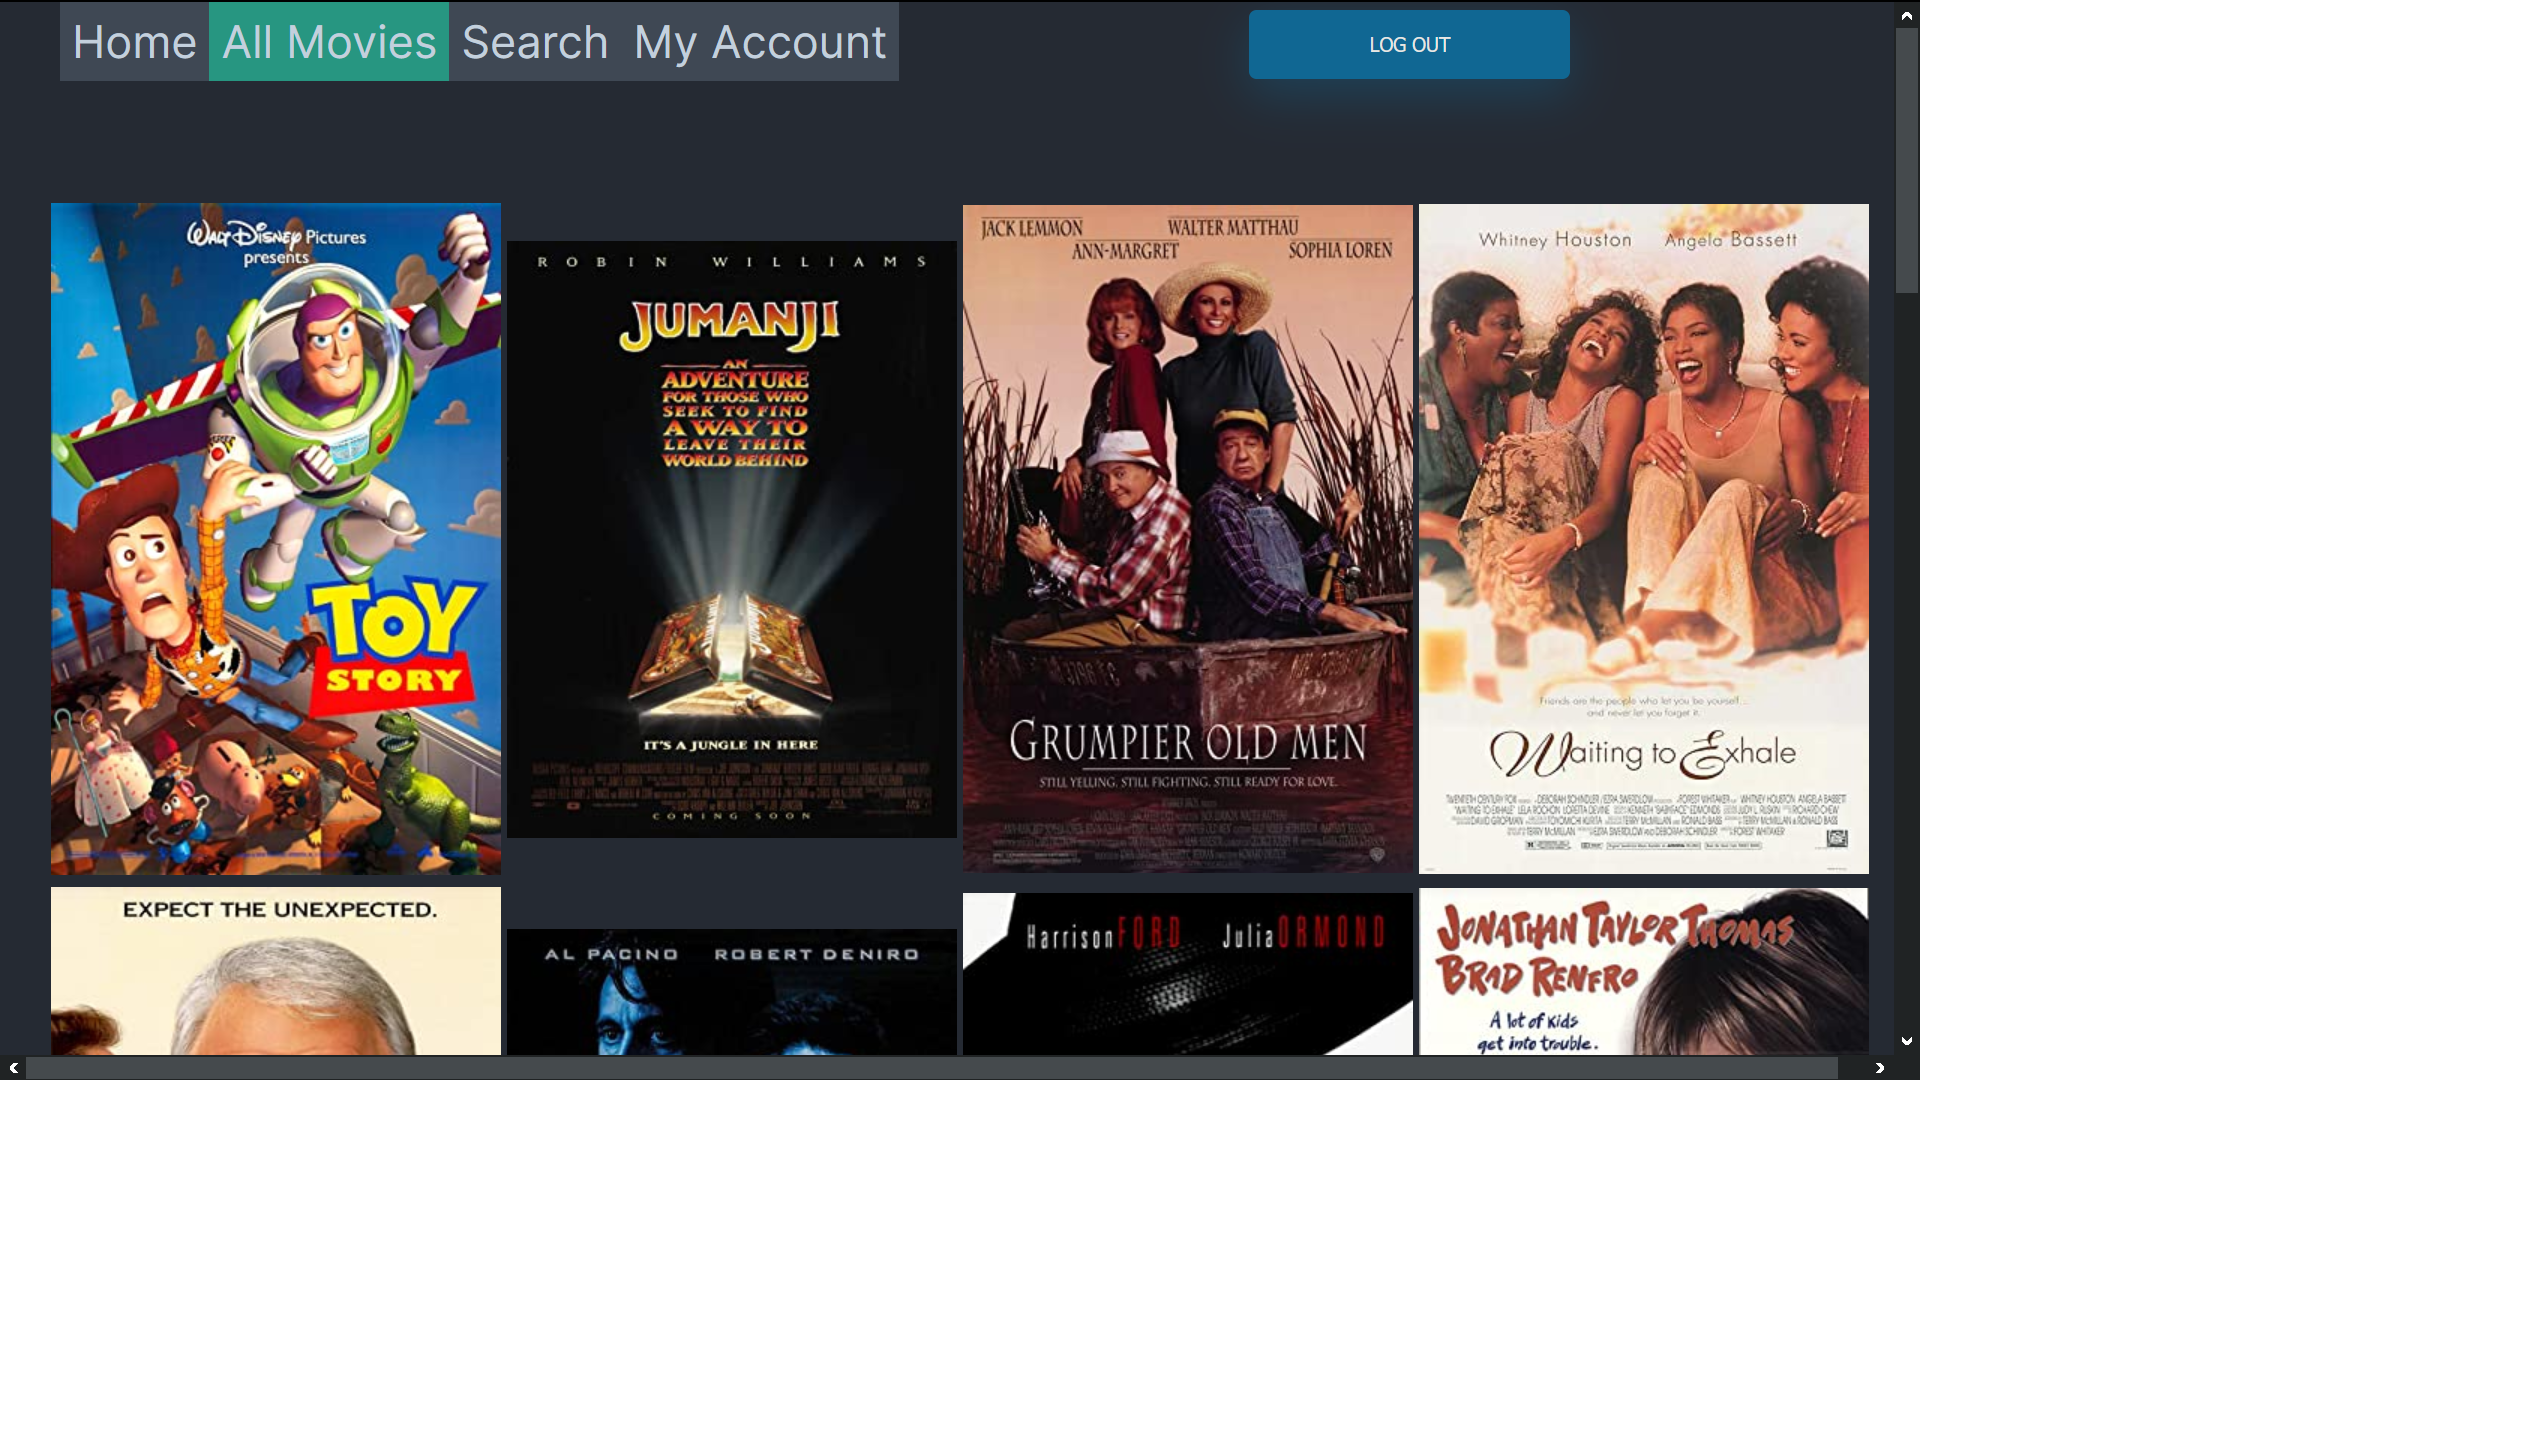 Home All Movies Search My Account
LOG OUT
WALT DISNEY Pictures
presents
TOY
STORY
ROBIN WILLIAMS
JUMANJI
AN
ADVENTURE
FOR THOSE WHO
SEEK TO FIND
A WAY TO
LEAVE THEIR
WORLD BEHIND
IT'S A JUNGLE IN HERE
COMING SOON
JACK LEMMON WALTER MATTHAU
ANN-MARGRET SOPHIA LOREN
GRUMPIER OLD MEN
STILL YELLING. STILL FIGHTING. STILL READY FOR LOVE.
Whitney Houston Angela Bassett
Friends are the people who let you be yourself...
and never let you forget it.
Waiting to Exhale
EXPECT THE UNEXPECTED.
AL PACINO ROBERT DENIRO
Harrison FORD Julia ORMOND
JONATHAN TAYLOR THOMAS
BRAD RENFRO
A lot of kids
get into trouble.